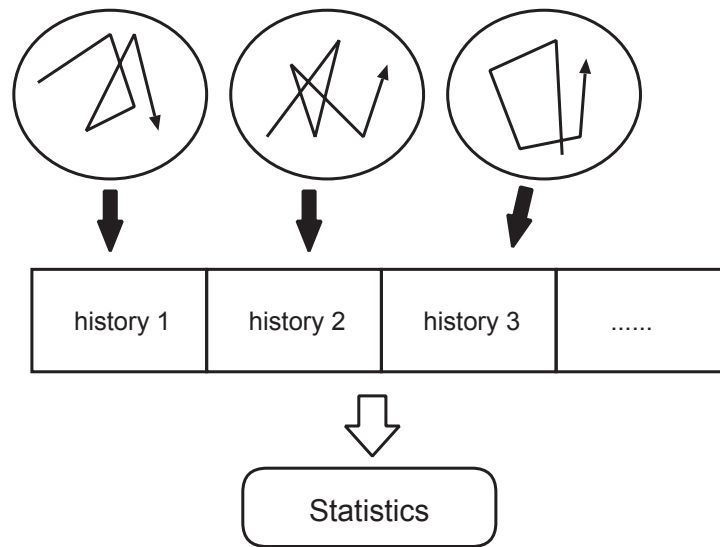 history 1
history 2
history 3
......
Statistics